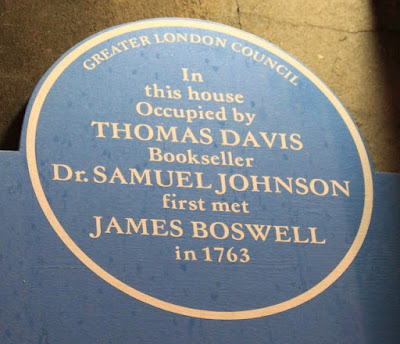 GREATER LONDON COUNCIL
In
this house
Occupied by
THOMAS DAVIS
Bookseller
Dr. SAMUEL JOHNSON
first met
JAMES BOSWELL
in 1763